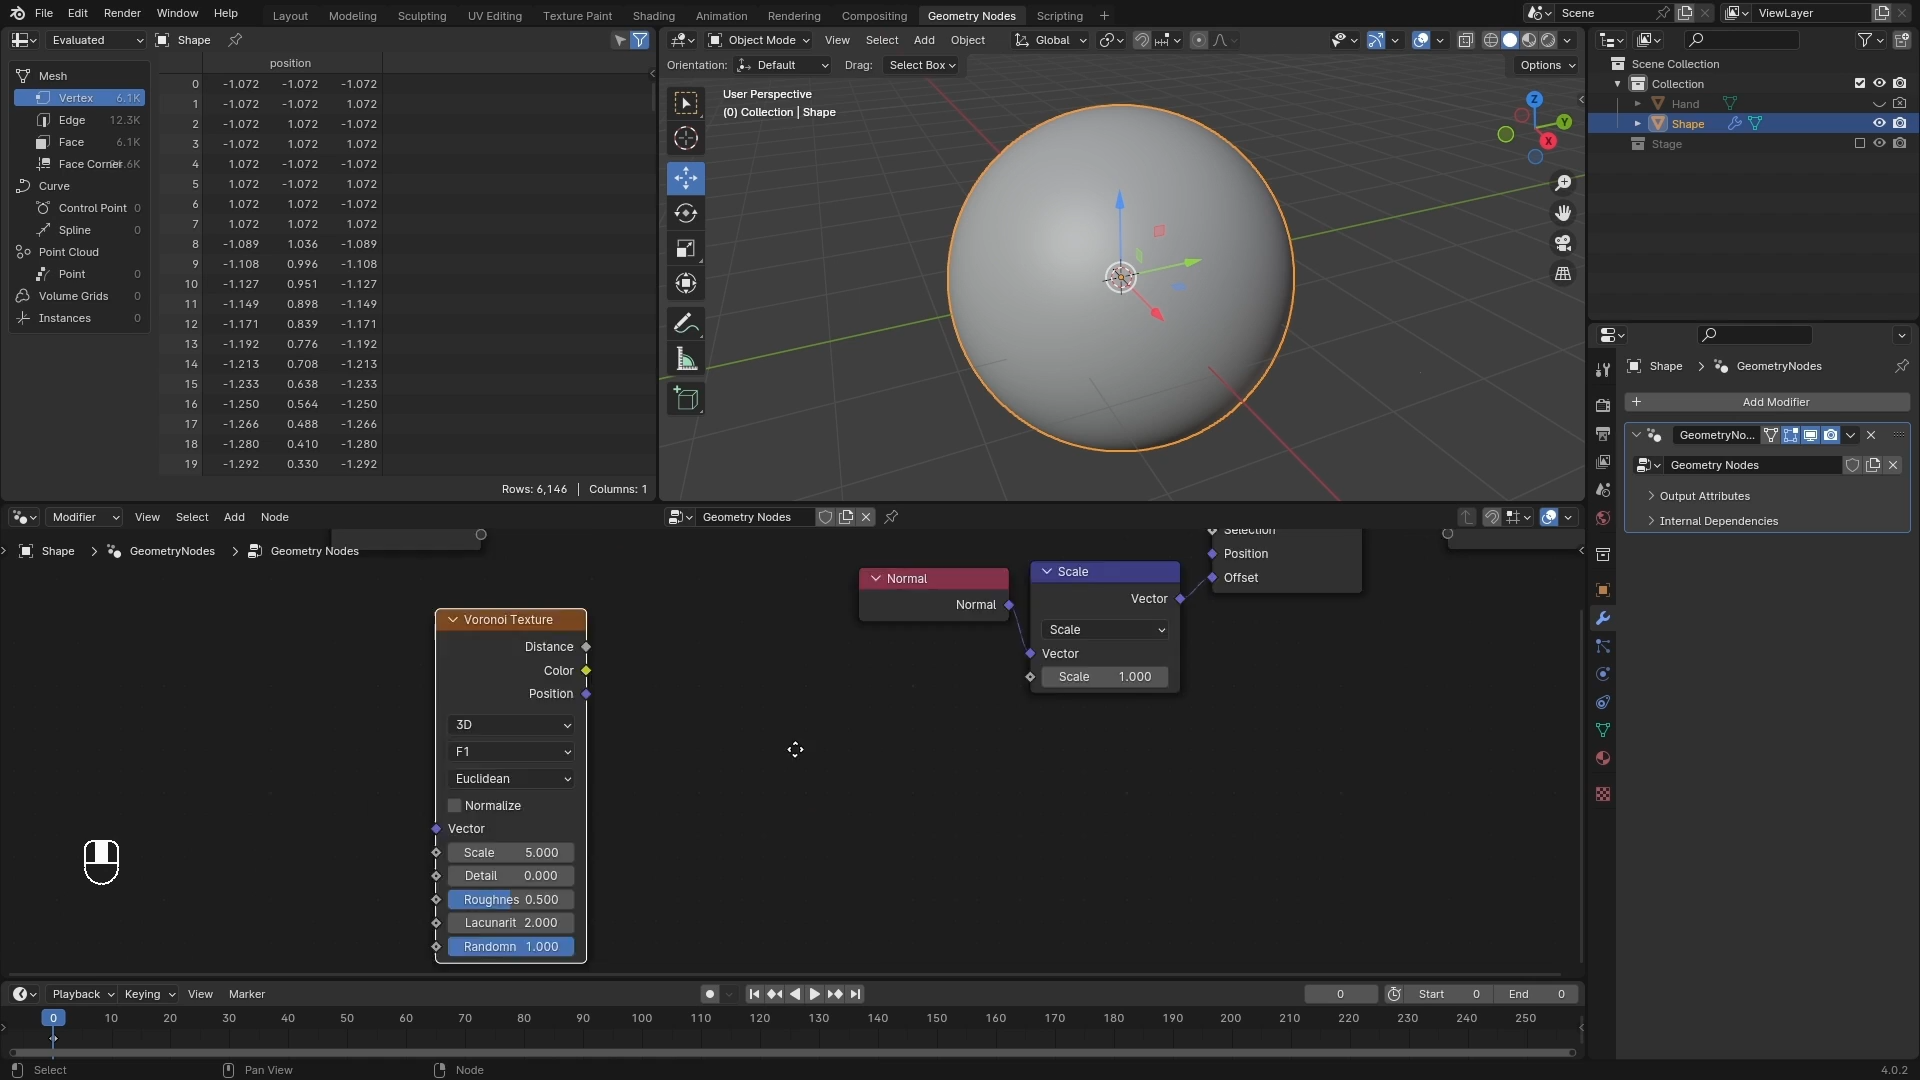 File Edit Render Window Help
Layout Modeling Sculpting UV Editing Texture Paint Shading Animation Rendering Compositing Geometry Nodes Scripting +
Scene
ViewLayer
Evaluated
Shape
Object Mode View Select Add Object
Global
Orientation: Default Drag: Select Box
Options
User Perspective
(0) Collection | Shape
Z
Y
X
Mesh
Vertex 6.1K
Edge 12.3K
Face 6.1K
Face Corner
Curve
Control Point 0
Spline 0
Point Cloud
Point 0
Volume Grids 0
Instances 0
position
0 -1.072 -1.072 -1.072
1 -1.072 -1.072 1.072
2 -1.072 1.072 -1.072
3 -1.072 1.072 1.072
4 1.072 -1.072 -1.072
5 1.072 -1.072 1.072
6 1.072 1.072 -1.072
7 1.072 1.072 1.072
8 -1.089 1.036 -1.089
9 -1.108 0.996 -1.108
10 -1.127 0.951 -1.127
11 -1.149 0.898 -1.149
12 -1.171 0.839 -1.171
13 -1.192 0.776 -1.192
14 -1.213 0.708 -1.213
15 -1.233 0.638 -1.233
16 -1.250 0.564 -1.250
17 -1.266 0.488 -1.266
18 -1.280 0.410 -1.280
19 -1.292 0.330 -1.292
Rows: 6,146 | Columns: 1
Scene Collection
Collection
Hand
Shape
Stage
Shape > GeometryNodes
+ Add Modifier
GeometryNo...
Geometry Nodes
Output Attributes
Internal Dependencies
Modifier View Select Add Node
Geometry Nodes
Shape > GeometryNodes > Geometry Nodes
Voronoi Texture
Distance
Color
Position
3D
F1
Euclidean
Normalize
Vector
Scale 5.000
Detail 0.000
Roughnes 0.500
Lacunarit 2.000
Randomn 1.000
Normal
Normal
Scale
Vector
Scale
Vector
Scale 1.000
Selection
Position
Offset
Playback Keying View Marker
0
Start 0
End 0
0 10 20 30 40 50 60 70 80 90 100 110 120 130 140 150 160 170 180 190 200 210 220 230 240 250
Select
Pan View
Node
4.0.2